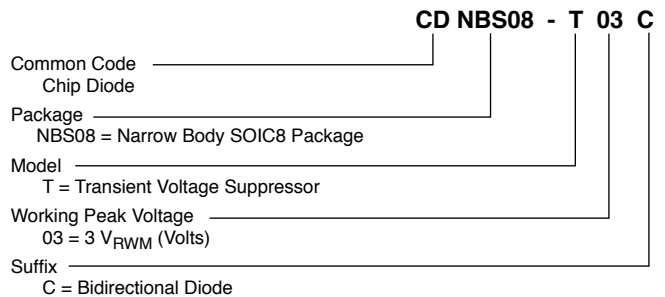 CD NBS08 - T 03 C
Common Code
Chip Diode
Package
NBS08 = Narrow Body SOIC8 Package
Model
T = Transient Voltage Suppressor
Working Peak Voltage
03 = 3 VRWM (Volts)
Suffix
C = Bidirectional Diode